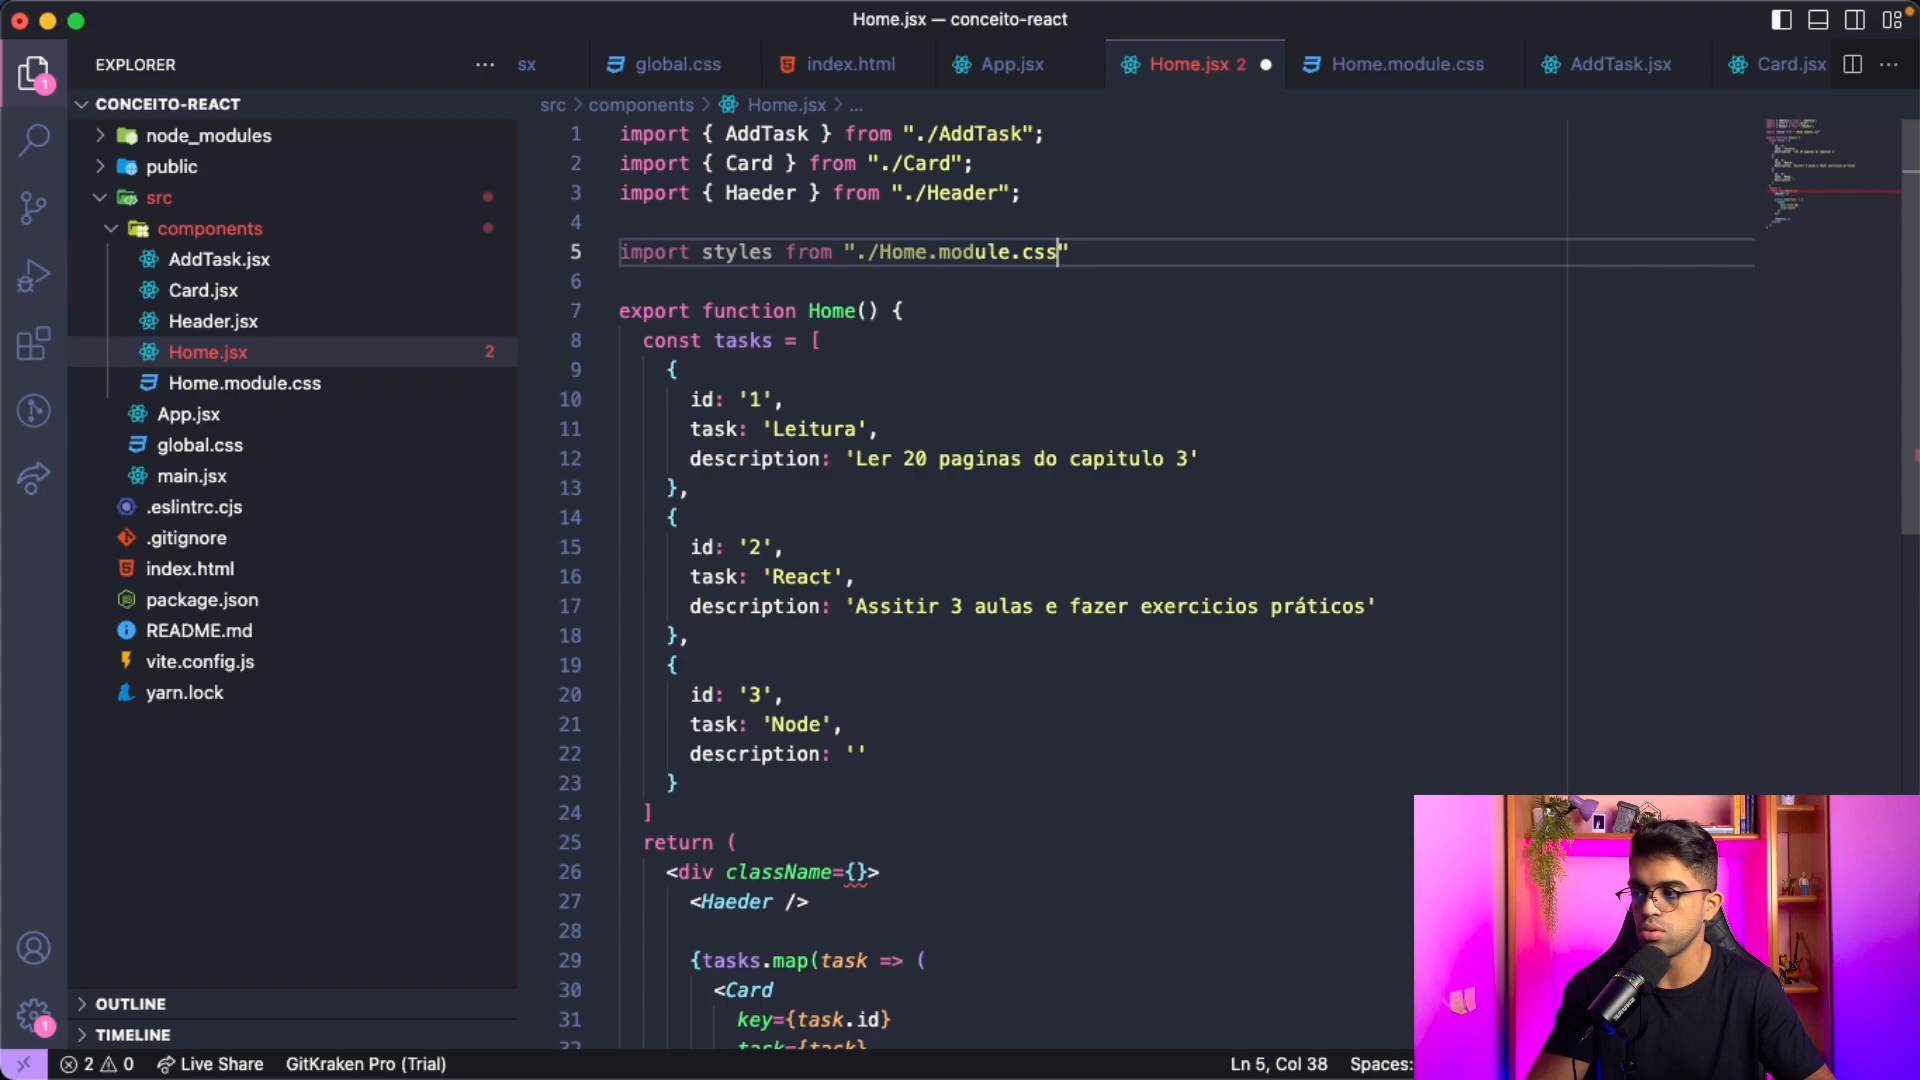 Home.jsx — conceito-react
EXPLORER
sx
global.css
index.html
App.jsx
Home.jsx 2
Home.module.css
AddTask.jsx
Card.jsx
CONCEITO-REACT
node_modules
public
src
components
AddTask.jsx
Card.jsx
Header.jsx
Home.jsx 2
Home.module.css
App.jsx
global.css
main.jsx
.eslintrc.cjs
.gitignore
index.html
package.json
README.md
vite.config.js
yarn.lock
OUTLINE
TIMELINE
1
1
src > components > Home.jsx > ...
1 import { AddTask } from "./AddTask";
2 import { Card } from "./Card";
3 import { Haeder } from "./Header";
4
5 import styles from "./Home.module.css"
6
7 export function Home() {
8 const tasks = [
9 {
10 id: '1',
11 task: 'Leitura',
12 description: 'Ler 20 paginas do capitulo 3'
13 },
14 {
15 id: '2',
16 task: 'React',
17 description: 'Assitir 3 aulas e fazer exercicios práticos'
18 },
19 {
20 id: '3',
21 task: 'Node',
22 description: ''
23 }
24 ]
25 return (
26 <div className={}>
27 <Haeder />
28
29 {tasks.map(task => (
30 <Card
31 key={task.id}
32 task={task}
2 0 Live Share GitKraken Pro (Trial)
Ln 5, Col 38 Spaces: